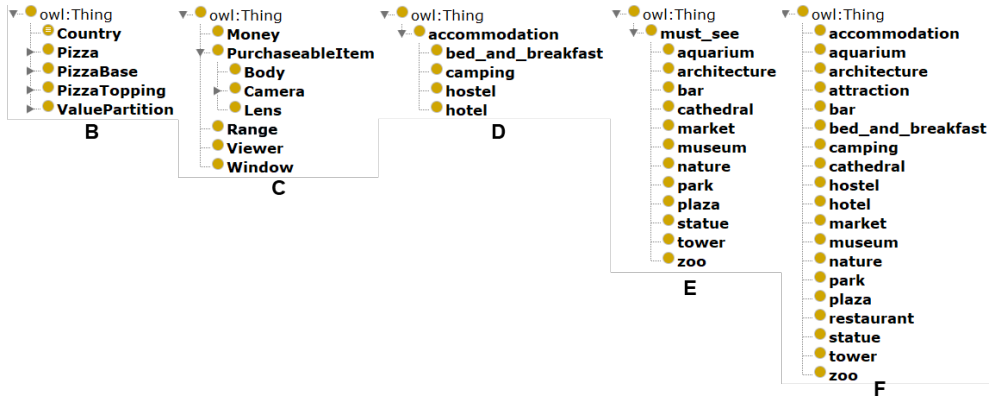 owl:Thing
Country
Pizza
PizzaBase
PizzaTopping
ValuePartition
B
owl:Thing
Money
PurchaseableItem
Body
Camera
Lens
Range
Viewer
Window
C
owl:Thing
accommodation
bed_and_breakfast
camping
hostel
hotel
D
owl:Thing
must_see
aquarium
architecture
bar
cathedral
market
museum
nature
park
plaza
statue
tower
zoo
E
owl:Thing
accommodation
aquarium
architecture
attraction
bar
bed_and_breakfast
camping
cathedral
hostel
hotel
market
museum
nature
park
plaza
restaurant
statue
tower
zoo
F